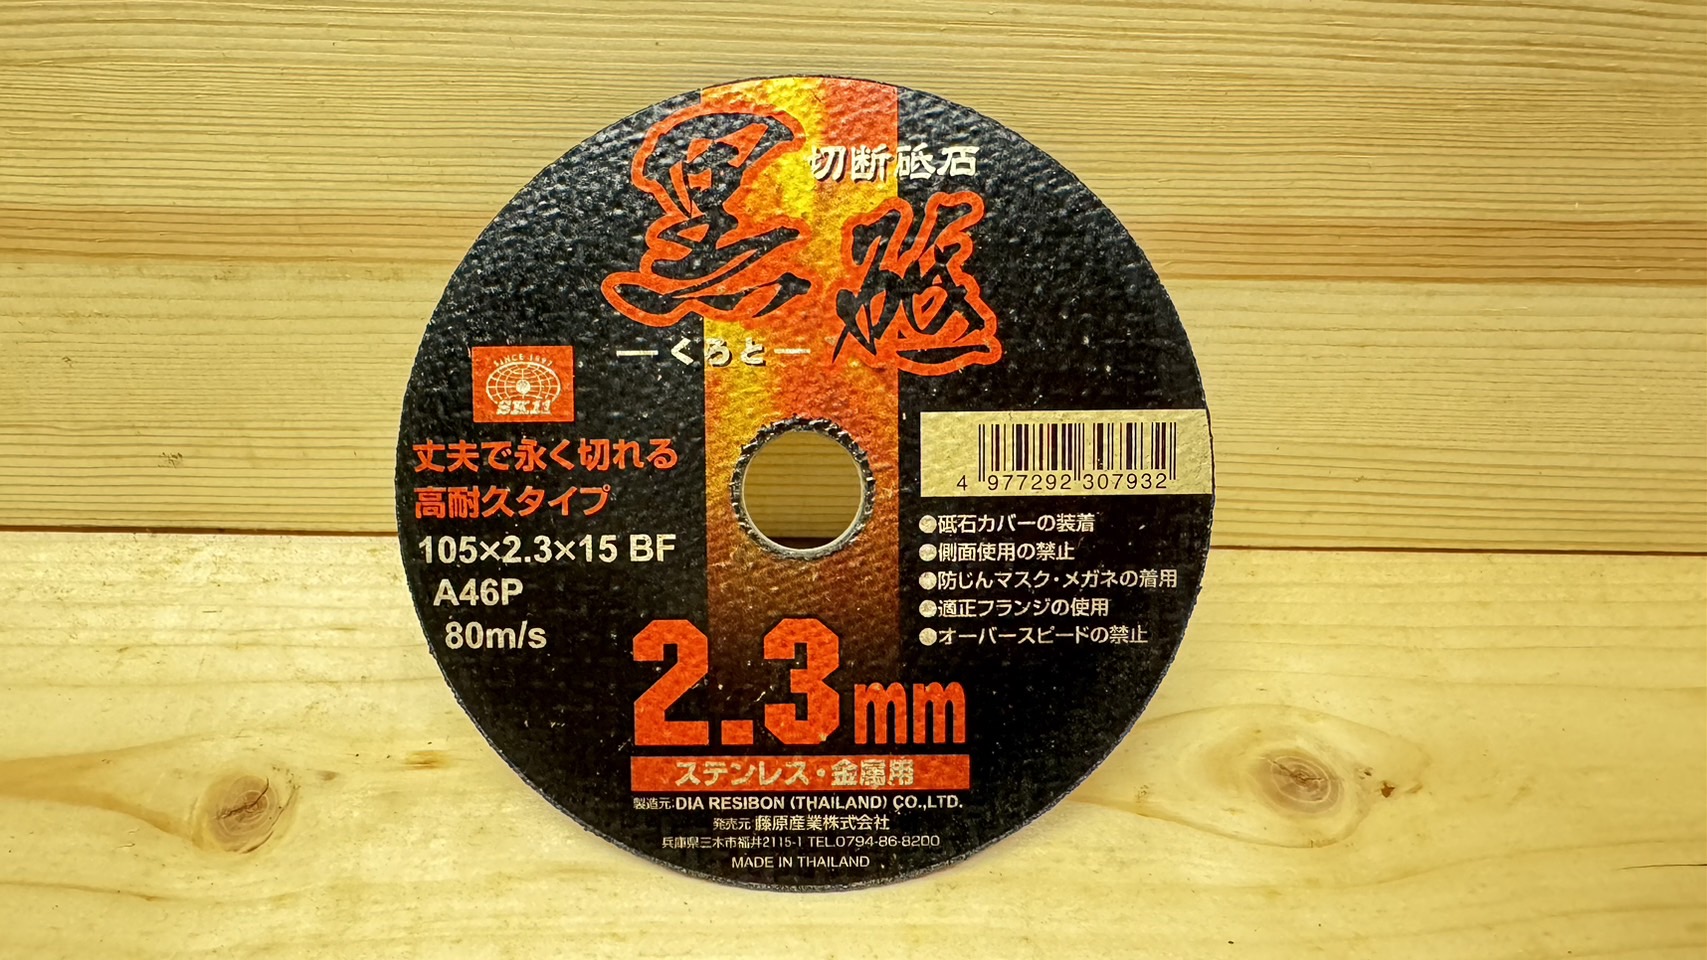 切断砥石
黒砥
ーくろとー
SINCE 1897
SK11
丈夫で永く切れる
高耐久タイプ
105×2.3×15 BF
A46P
80m/s
4 977292 307932
●砥石カバーの装着
●側面使用の禁止
●防じんマスク・メガネの着用
●適正フランジの使用
●オーバースピードの禁止
2.3mm
ステンレス・金属用
製造元:DIA RESIBON (THAILAND) CO.,LTD.
発売元:藤原産業株式会社
兵庫県三木市福井2115-1 TEL.0794-86-8200
MADE IN THAILAND